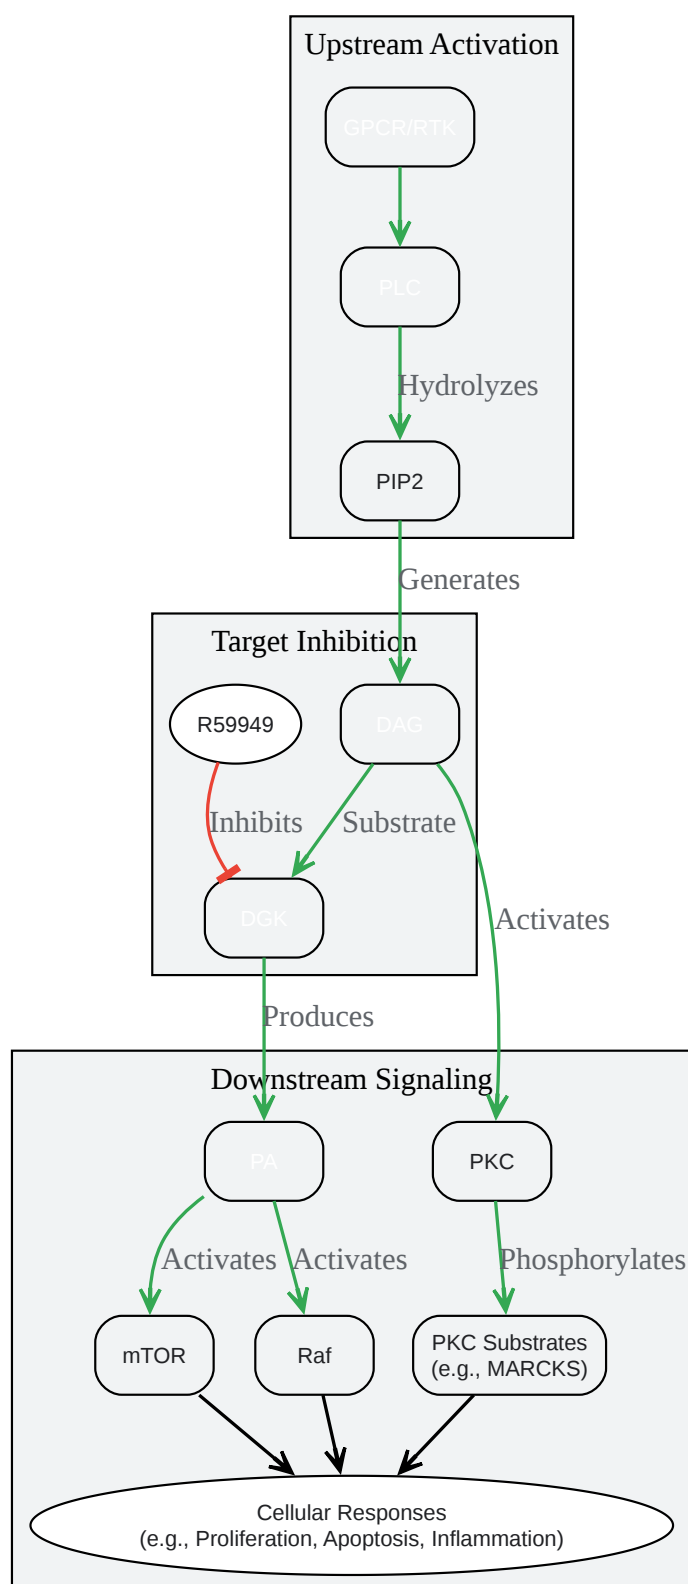 Upstream Activation
GPCR/RTK
PLC
Hydrolyzes
PIP2
Generates
Target Inhibition
R59949
DAG
Inhibits
Substrate
DGK
Activates
Produces
Downstream Signaling
PA
PKC
Activates
Activates
Phosphorylates
mTOR
Raf
PKC Substrates
(e.g., MARCKS)
Cellular Responses
(e.g., Proliferation, Apoptosis, Inflammation)